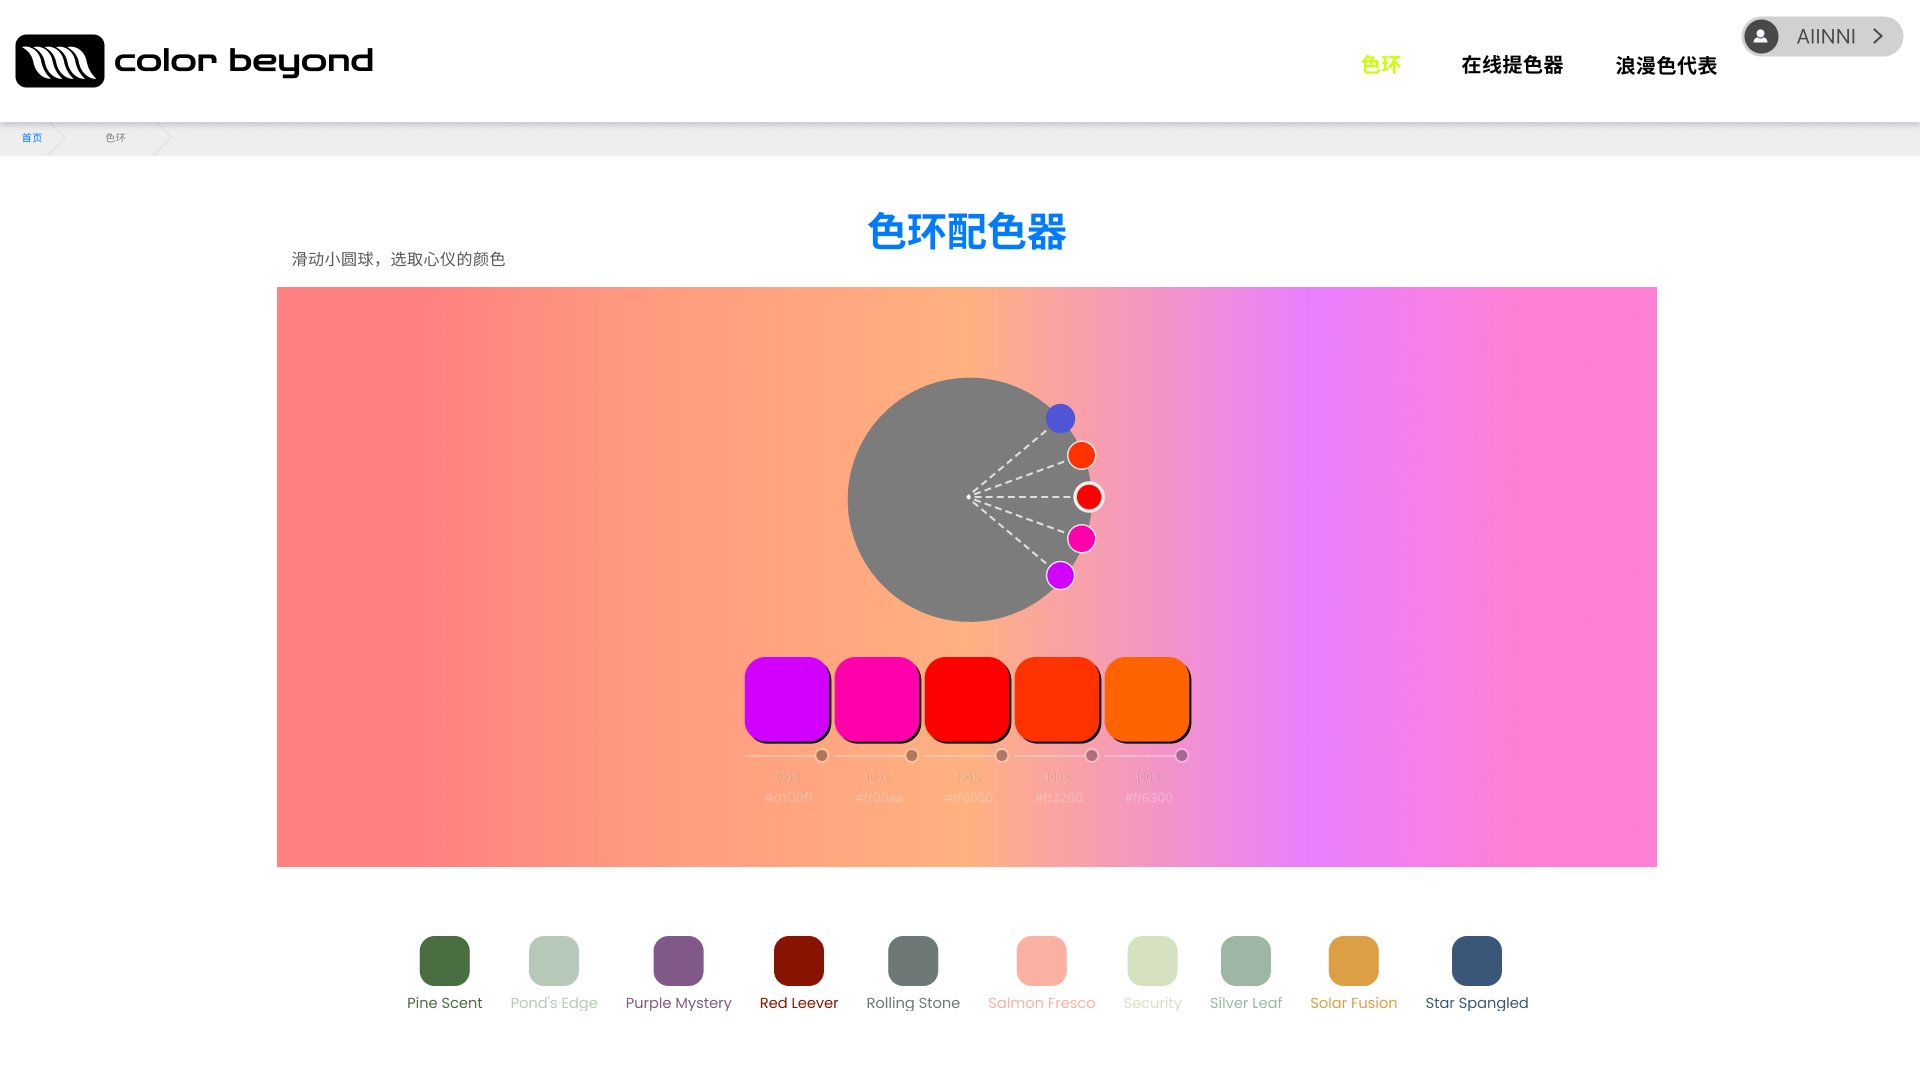 color beyond
色环
在线提色器
浪漫色代表
AIINNI
首页
色环
色环配色器
滑动小圆球，选取心仪的颜色
100%
100%
100%
100%
100%
#d100ff
#ff00aa
#ff0000
#ff3200
#ff6300
Pine Scent
Pond's Edge
Purple Mystery
Red Leever
Rolling Stone
Salmon Fresco
Security
Silver Leaf
Solar Fusion
Star Spangled